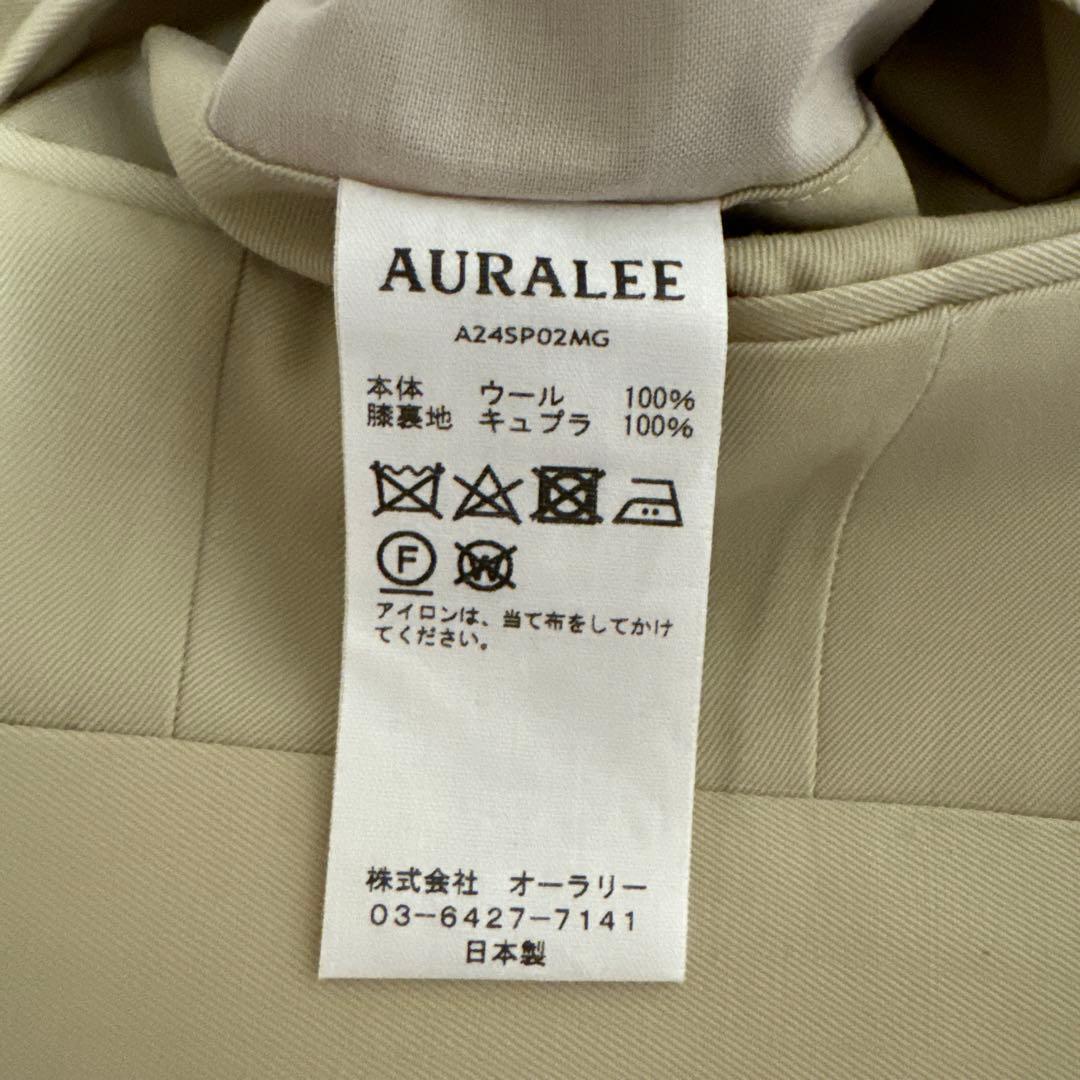 AURALEE
A24SP02MG
本体 ウール 100%
膝裏地 キュプラ 100%
F W
アイロンは、当て布をしてかけ
てください。
株式会社 オーラリー
03-6427-7141
日本製